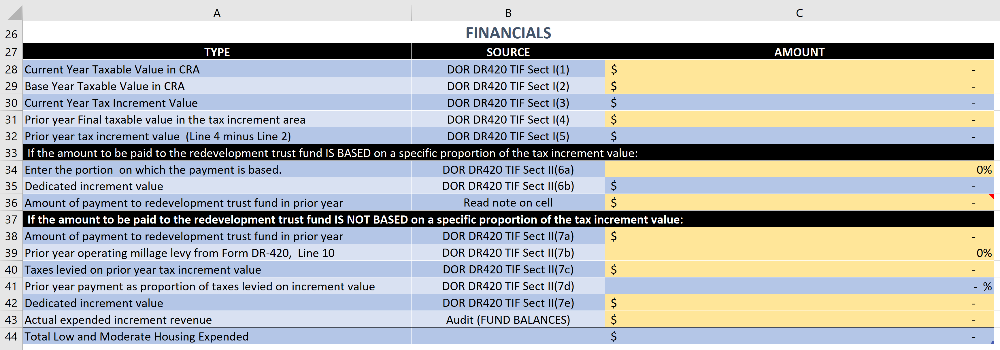 A B C
26 FINANCIALS
27 TYPE SOURCE AMOUNT
28 Current Year Taxable Value in CRA DOR DR420 TIF Sect I(1) $ -
29 Base Year Taxable Value in CRA DOR DR420 TIF Sect I(2) $ -
30 Current Year Tax Increment Value DOR DR420 TIF Sect I(3) $ -
31 Prior year Final taxable value in the tax increment area DOR DR420 TIF Sect I(4) $ -
32 Prior year tax increment value  (Line 4 minus Line 2) DOR DR420 TIF Sect I(5) $ -
33 If the amount to be paid to the redevelopment trust fund IS BASED on a specific proportion of the tax increment value:
34 Enter the portion  on which the payment is based. DOR DR420 TIF Sect II(6a) 0%
35 Dedicated increment value DOR DR420 TIF Sect II(6b) $ -
36 Amount of payment to redevelopment trust fund in prior year Read note on cell $ -
37 If the amount to be paid to the redevelopment trust fund IS NOT BASED on a specific proportion of the tax increment value:
38 Amount of payment to redevelopment trust fund in prior year DOR DR420 TIF Sect II(7a) $ -
39 Prior year operating millage levy from Form DR-420,  Line 10 DOR DR420 TIF Sect II(7b) 0%
40 Taxes levied on prior year tax increment value DOR DR420 TIF Sect II(7c) $ -
41 Prior year payment as proportion of taxes levied on increment value DOR DR420 TIF Sect II(7d) - %
42 Dedicated increment value DOR DR420 TIF Sect II(7e) $ -
43 Actual expended increment revenue Audit (FUND BALANCES) $ -
44 Total Low and Moderate Housing Expended $ -